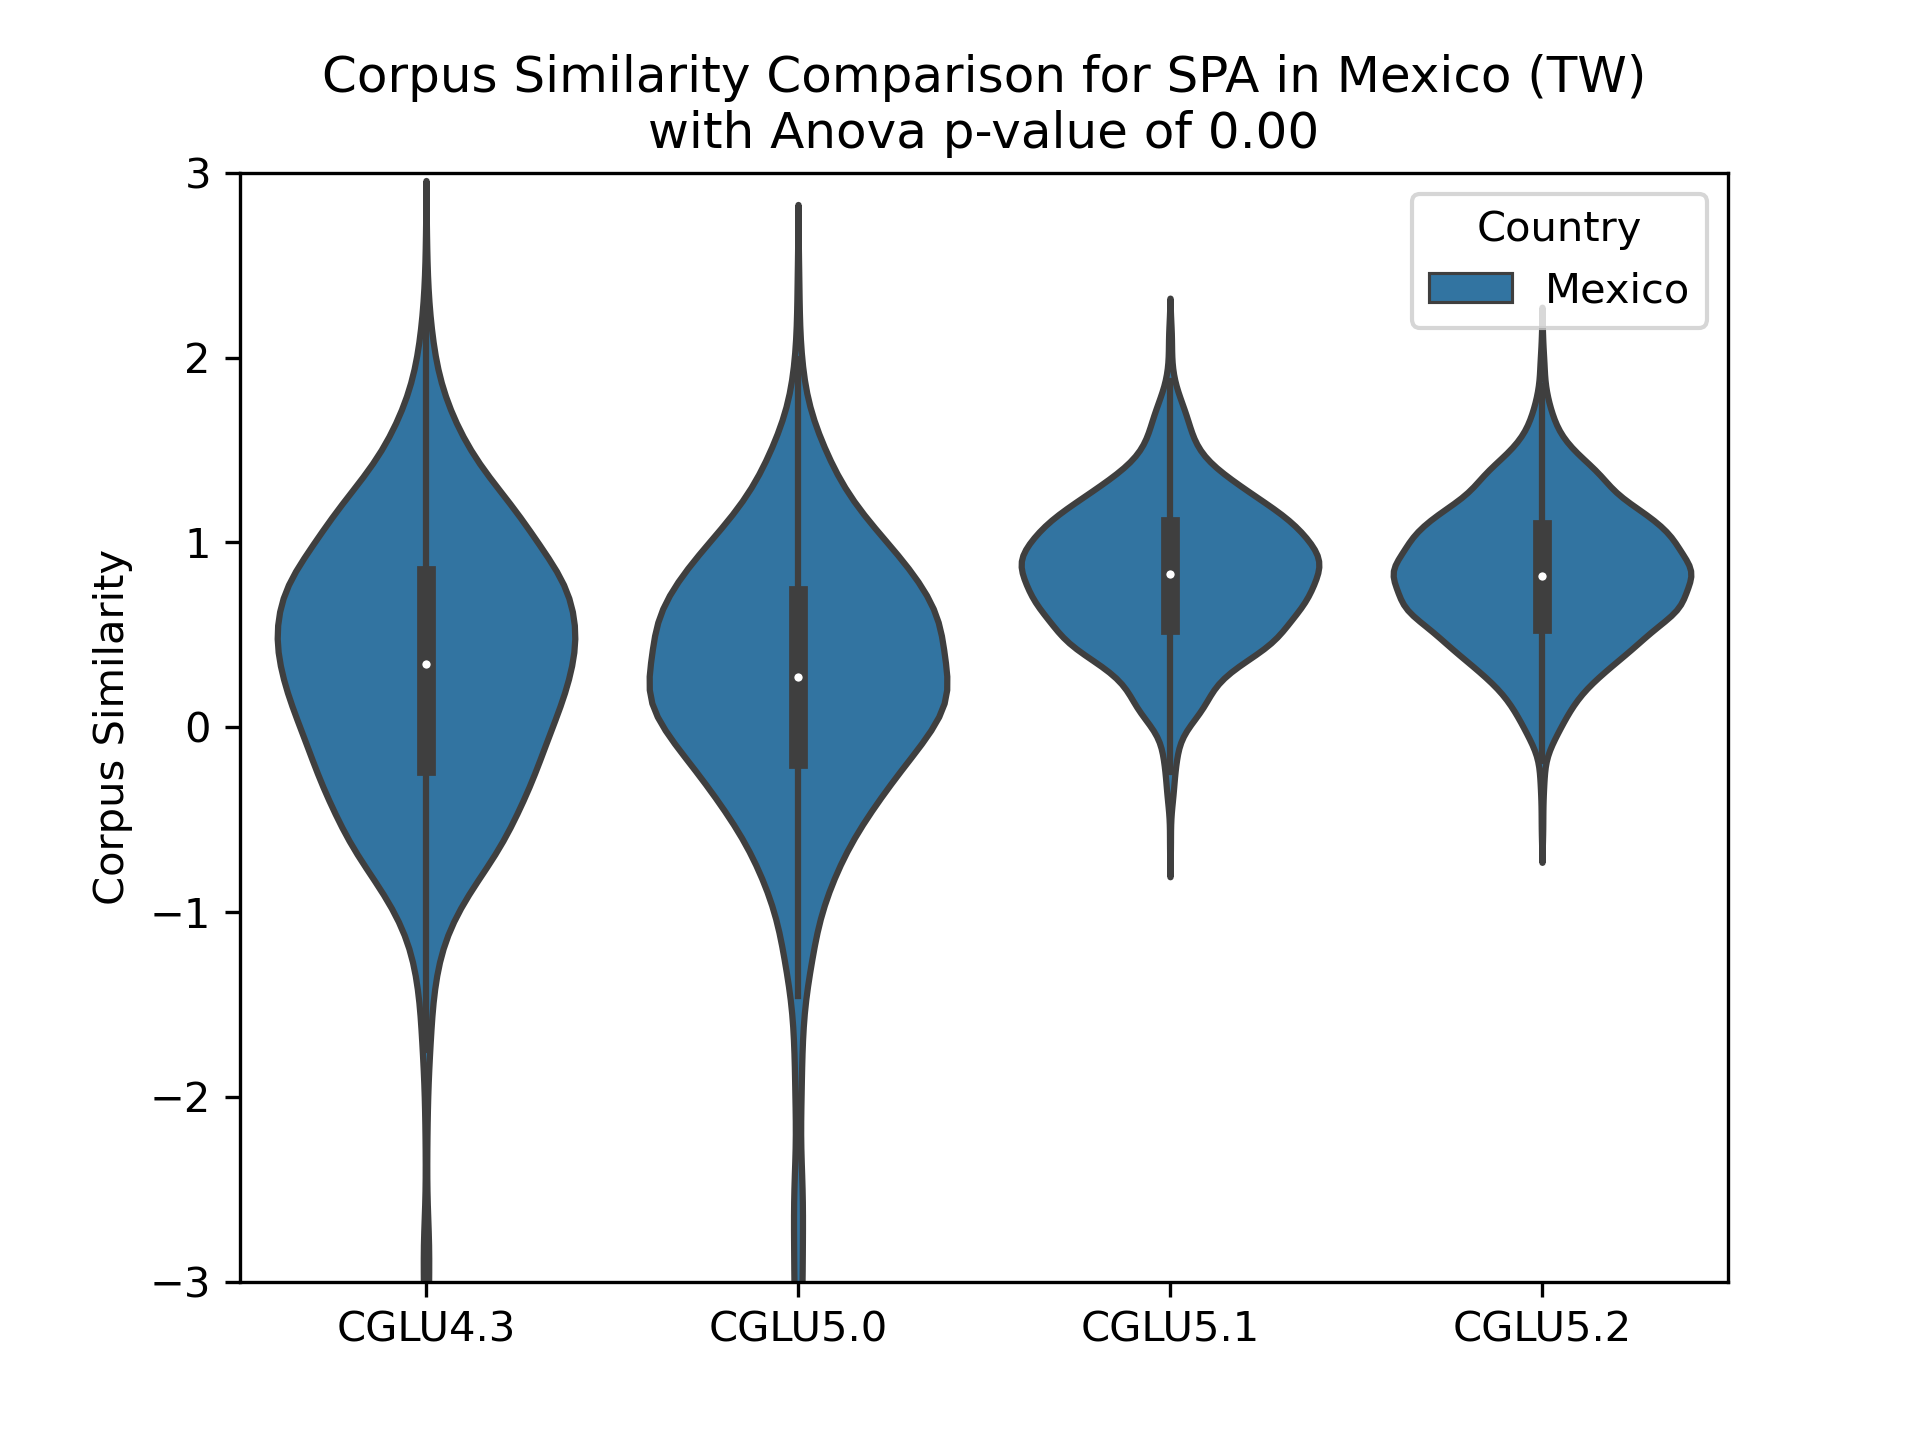 Corpus Similarity Comparison for SPA in Mexico (TW)
with Anova p-value of 0.00
Country
Mexico
Corpus Similarity
3
2
1
0
−1
−2
−3
CGLU4.3
CGLU5.0
CGLU5.1
CGLU5.2